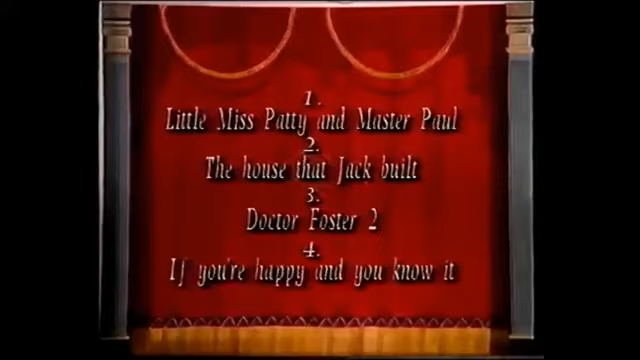 1.
Little Miss Patty and Master Paul
2.
The house that Jack built
3.
Doctor Foster 2
4.
If you're happy and you know it